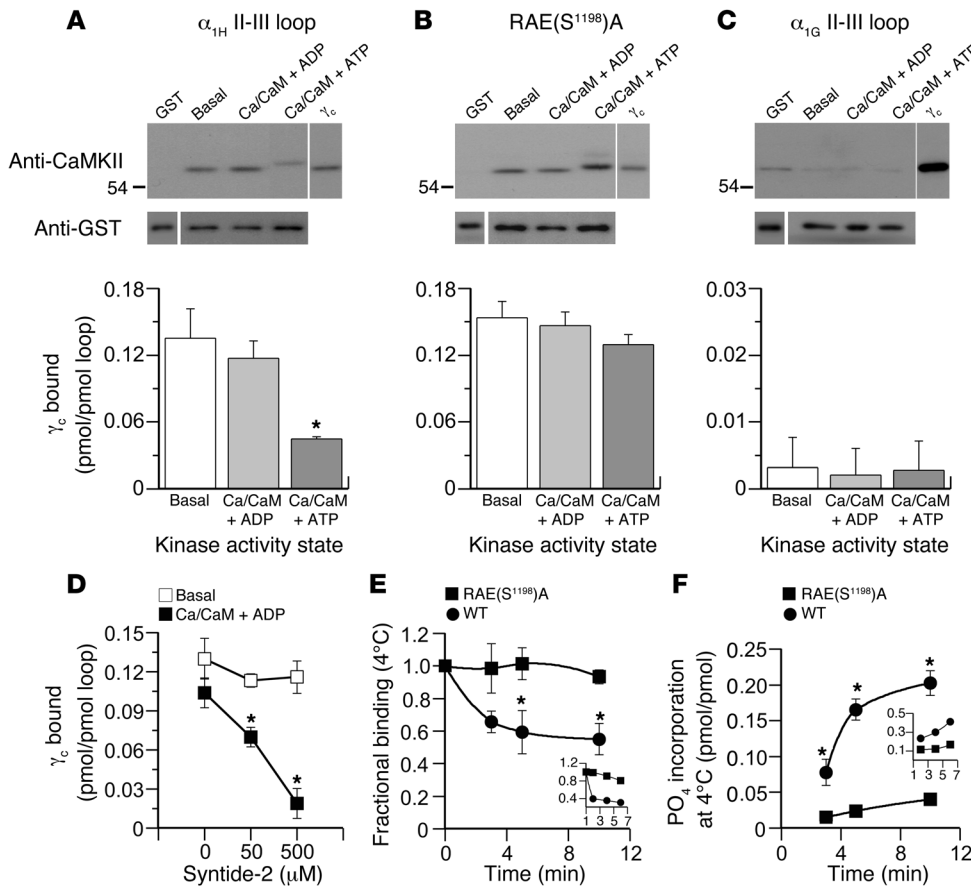 A α1H II-III loop
GST Basal Ca/CaM + ADP Ca/CaM + ATP γc
Anti-CaMKII
54
Anti-GST
γc bound
(pmol/pmol loop)
0.18
0.12
0.06
0
*
Basal Ca/CaM + ADP Ca/CaM + ATP
Kinase activity state
B RAE(S1198)A
GST Basal Ca/CaM + ADP Ca/CaM + ATP γc
54
0.18
0.12
0.06
0
Basal Ca/CaM + ADP Ca/CaM + ATP
Kinase activity state
C α1G II-III loop
GST Basal Ca/CaM + ADP Ca/CaM + ATP γc
54
0.03
0.02
0.01
0
Basal Ca/CaM + ADP Ca/CaM + ATP
Kinase activity state
D
Basal
Ca/CaM + ADP
γc bound
(pmol/pmol loop)
0.15
0.12
0.09
0.06
0.03
0
*
*
0 50 500
Syntide-2 (μM)
E
RAE(S1198)A
WT
Fractional binding (4°C)
1.2
1.0
0.8
0.6
0.4
0.2
0
* *
1.2
0.4
1 3 5 7
0 4 8 12
Time (min)
F
RAE(S1198)A
WT
PO4 incorporation
at 4°C (pmol/pmol)
0.25
0.20
0.15
0.10
0.05
0
* * *
0.5
0.3
0.1
1 3 5 7
0 4 8 12
Time (min)